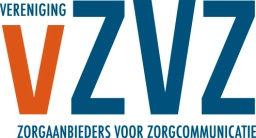 VERENIGING
vZVZ
ZORGAANBIEDERS VOOR ZORGCOMMUNICATIE